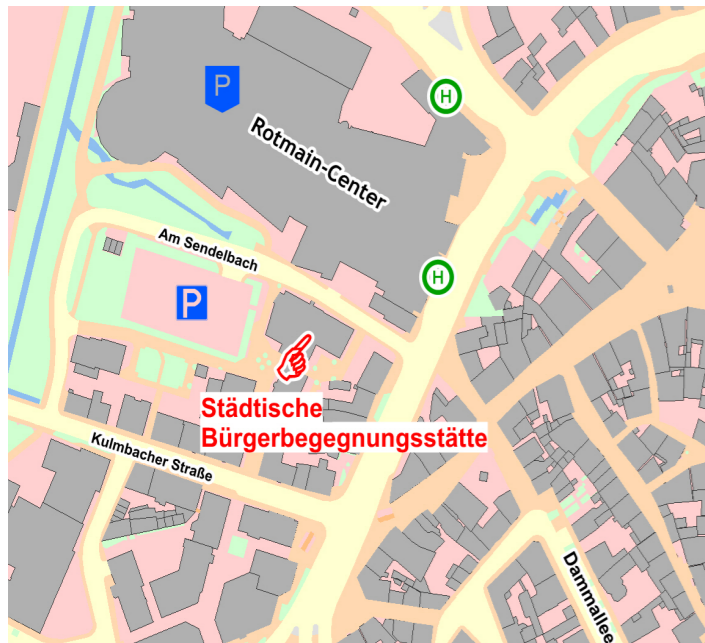 P
H
Rotmain-Center
Am Sendelbach
H
P
Städtische
Bürgerbegegnungsstätte
Kulmbacher Straße
Dammallee